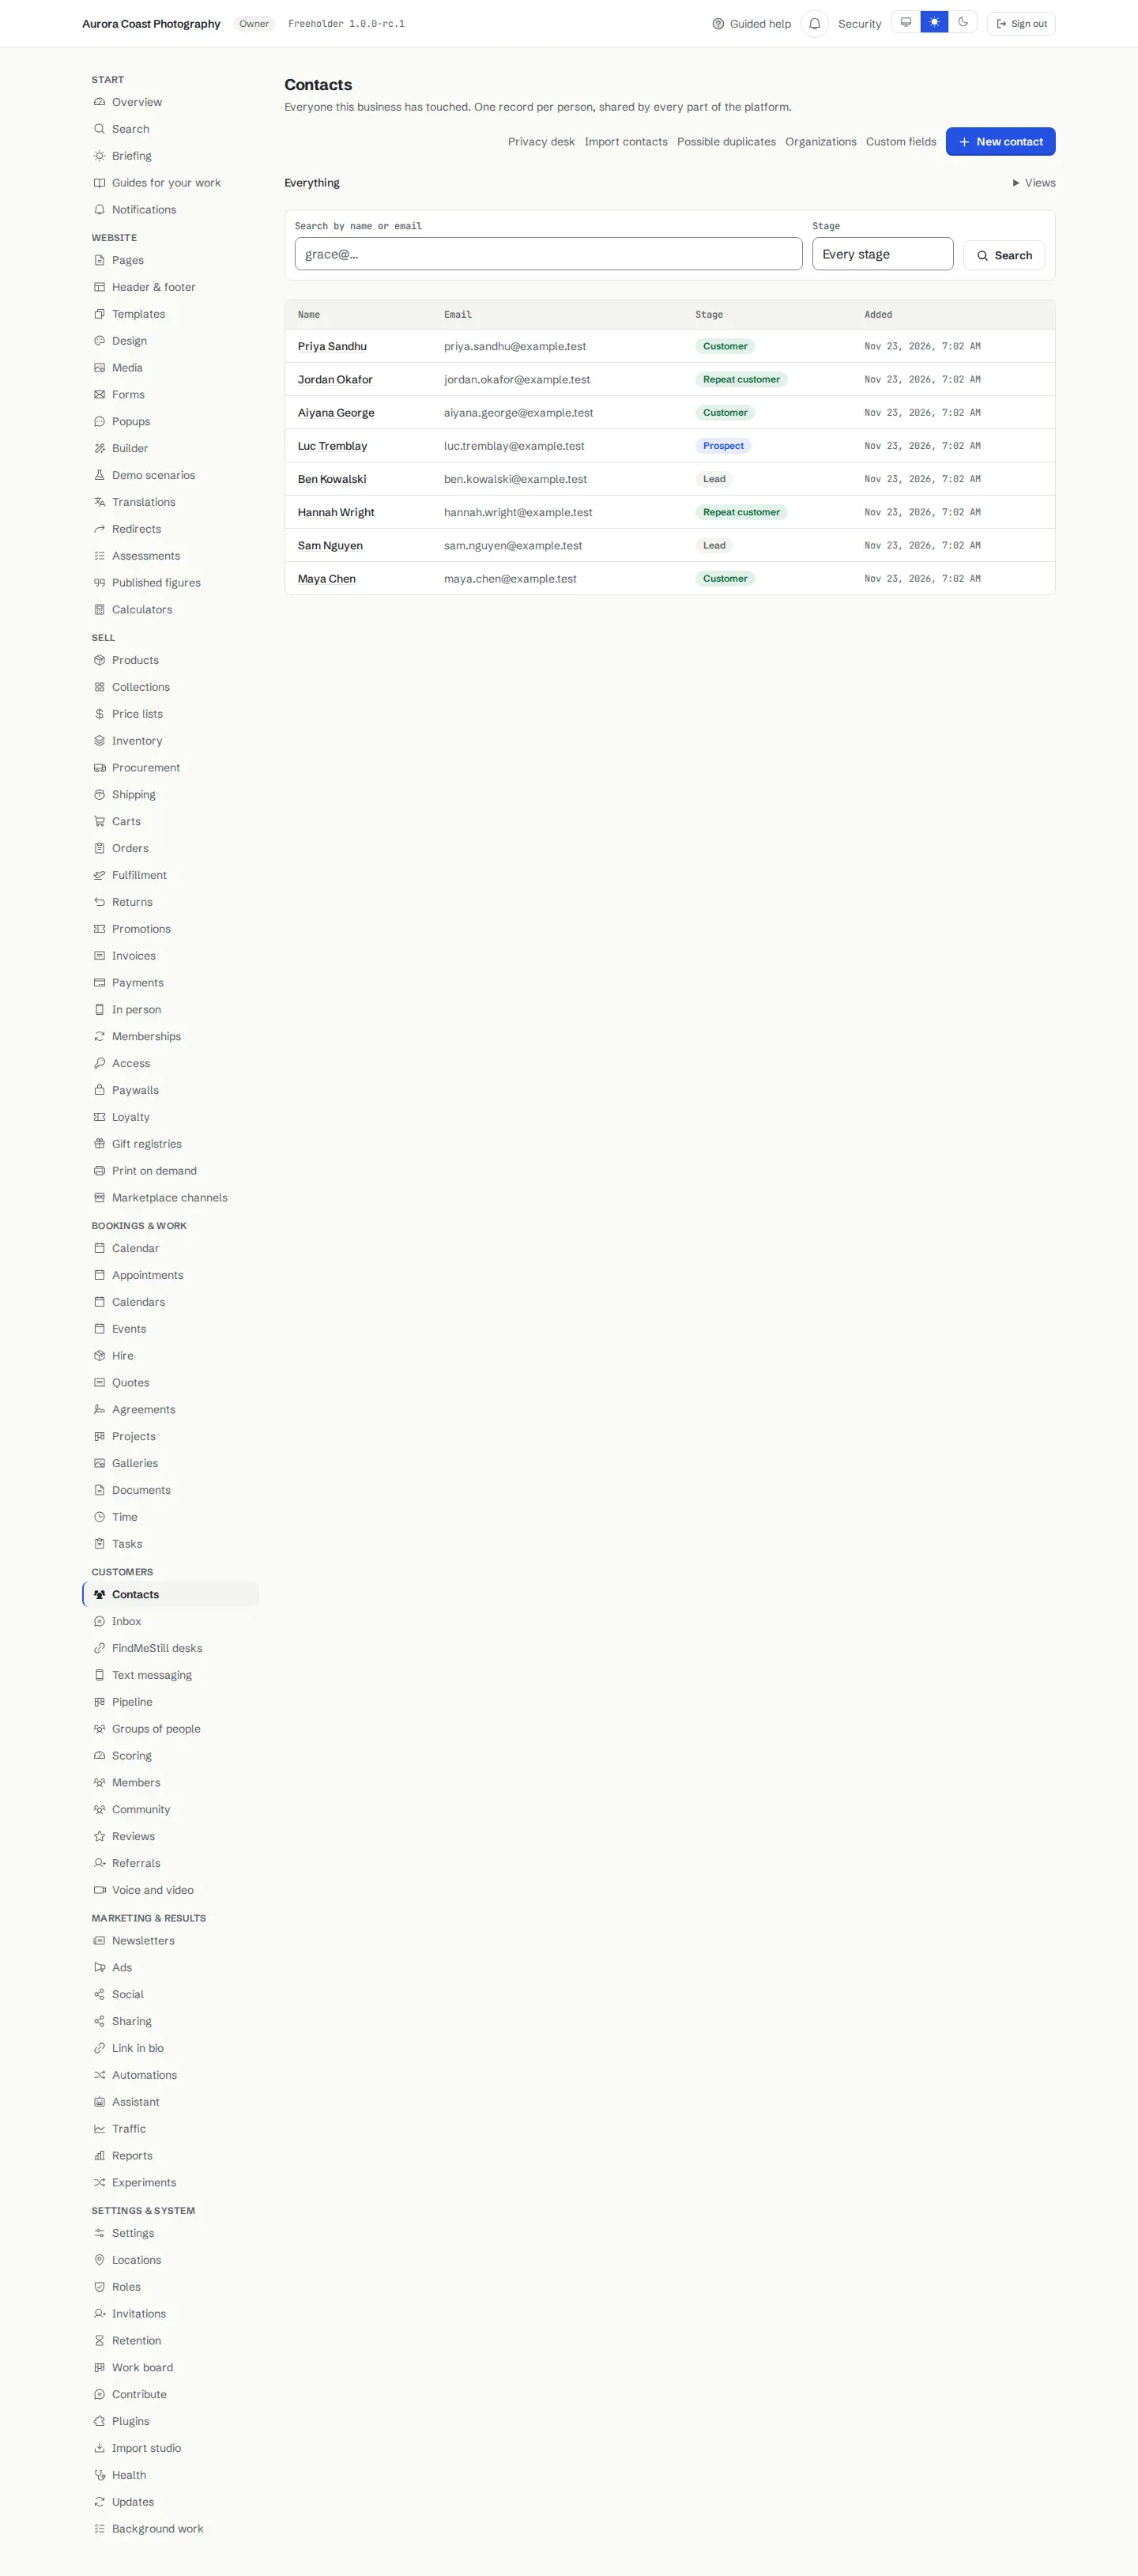 Aurora Coast Photography Owner Freeholder 1.0.0-rc.1 Guided help Security Sign out
START
Overview
Search
Briefing
Guides for your work
Notifications
WEBSITE
Pages
Header & footer
Templates
Design
Media
Forms
Popups
Builder
Demo scenarios
Translations
Redirects
Assessments
Published figures
Calculators
SELL
Products
Collections
Price lists
Inventory
Procurement
Shipping
Carts
Orders
Fulfillment
Returns
Promotions
Invoices
Payments
In person
Memberships
Access
Paywalls
Loyalty
Gift registries
Print on demand
Marketplace channels
BOOKINGS & WORK
Calendar
Appointments
Calendars
Events
Hire
Quotes
Agreements
Projects
Galleries
Documents
Time
Tasks
CUSTOMERS
Contacts
Inbox
FindMeStill desks
Text messaging
Pipeline
Groups of people
Scoring
Members
Community
Reviews
Referrals
Voice and video
MARKETING & RESULTS
Newsletters
Ads
Social
Sharing
Link in bio
Automations
Assistant
Traffic
Reports
Experiments
SETTINGS & SYSTEM
Settings
Locations
Roles
Invitations
Retention
Work board
Contribute
Plugins
Import studio
Health
Updates
Background work
Contacts
Everyone this business has touched. One record per person, shared by every part of the platform.
Privacy desk Import contacts Possible duplicates Organizations Custom fields New contact
Everything Views
Search by name or email Stage
grace@... Every stage Search
Name Email Stage Added
Priya Sandhu priya.sandhu@example.test Customer Nov 23, 2026, 7:02 AM
Jordan Okafor jordan.okafor@example.test Repeat customer Nov 23, 2026, 7:02 AM
Aiyana George aiyana.george@example.test Customer Nov 23, 2026, 7:02 AM
Luc Tremblay luc.tremblay@example.test Prospect Nov 23, 2026, 7:02 AM
Ben Kowalski ben.kowalski@example.test Lead Nov 23, 2026, 7:02 AM
Hannah Wright hannah.wright@example.test Repeat customer Nov 23, 2026, 7:02 AM
Sam Nguyen sam.nguyen@example.test Lead Nov 23, 2026, 7:02 AM
Maya Chen maya.chen@example.test Customer Nov 23, 2026, 7:02 AM